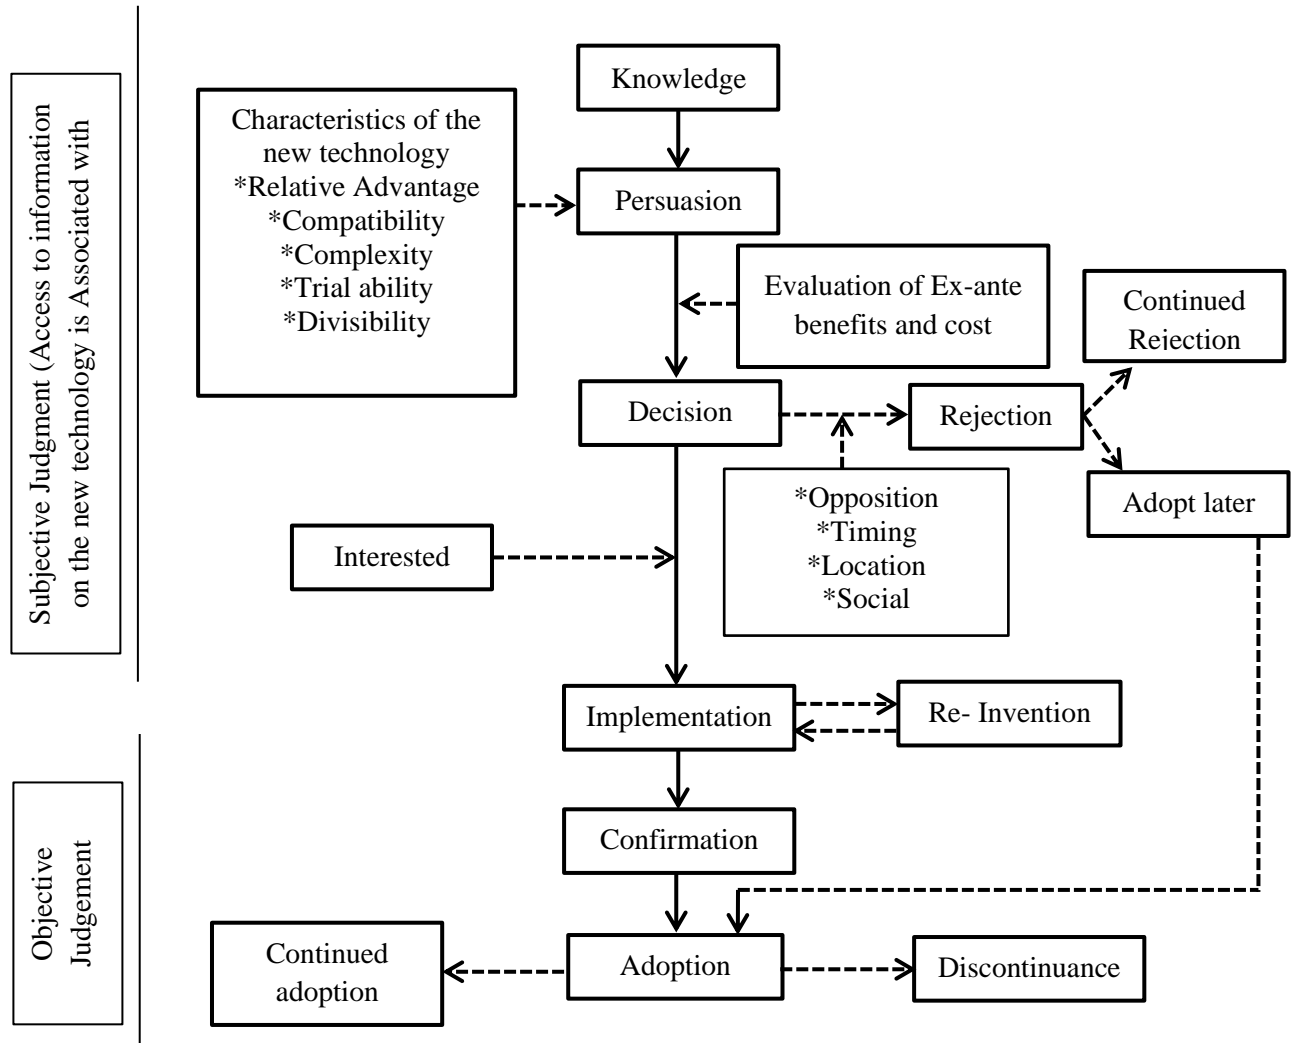 Subjective Judgment (Access to information
on the new technology is Associated with
Knowledge
Characteristics of the
new technology
*Relative Advantage
*Compatibility
*Complexity
*Trial ability
*Divisibility
Persuasion
Evaluation of Ex-ante
benefits and cost
Continued
Rejection
Decision
Rejection
*Opposition
*Timing
*Location
*Social
Adopt later
Interested
Implementation
Re- Invention
Objective
Judgement
Confirmation
Continued
adoption
Adoption
Discontinuance